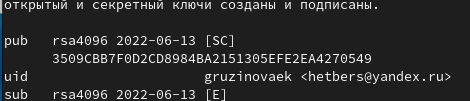 открытый и секретный ключи созданы и подписаны.
pub rsa4096 2022-06-13 [SC]
3509CBB7F0D2CD8984BA2151305EFE2EA4270549
uid gruzinovaek <hetbers@yandex.ru>
sub rsa4096 2022-06-13 [E]